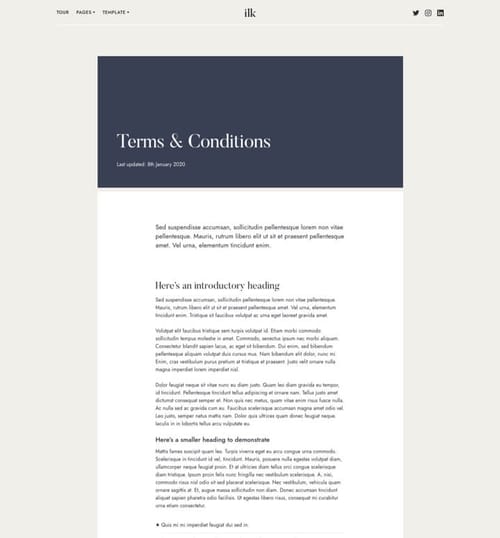 TOUR PAGES TEMPLATE ilk
Terms & Conditions
Last updated: 8th January 2020
Sed suspendisse accumsan, sollicitudin pellentesque lorem non vitae
pellentesque. Mauris, rutrum libero elit ut sit et praesent pellentesque
amet. Vel urna, elementum tincidunt enim.
Here's an introductory heading
Sed suspendisse accumsan, sollicitudin pellentesque lorem non vitae pellentesque.
Mauris, rutrum libero elit ut sit et praesent pellentesque amet. Vel urna, elementum
tincidunt enim. Tristique sit faucibus volutpat ac urna eget laoreet gravida amet.
Volutpat elit faucibus tristique sem turpis volutpat id. Etiam morbi commodo
sollicitudin tempus molestie in amet. Commodo, senectus ipsum nec morbi aliquam.
Consectetur blandit sapien lacus, ac eget sit bibendum. Dui enim, sed bibendum
pellentesque aliquam volutpat duis cursus mus. Nam bibendum elit dolor, nunc mi.
Enim, cras vestibulum purus pretium at tristique et praesent. Justo velit ornare nulla
magna imperdiet lorem imperdiet nisl.
Dolor feugiat neque sit vitae nunc eu diam justo. Quam leo diam gravida eu tempor,
id tincidunt. Pellentesque tincidunt tellus adipiscing et ornare nam. Tellus justo amet
dictumst consequat semper et. Non quis nec metus, quam vitae enim risus fusce nulla.
Ac nulla sed ac gravida cum eu. Faucibus scelerisque accumsan magna amet odio vel.
Leo justo, semper natus mattis nam. Dolor quis ultrices quam donec feugiat neque.
Iaculis in in lobortis tellus arcu vulputate eu.
Here's a smaller heading to demonstrate
Mattis fames suscipit quam leo. Turpis viverra eget eu arcu congue urna commodo.
Scelerisque in tincidunt id vel, tincidunt. Mauris, posuere nulla egestas volutpat diam,
ullamcorper neque feugiat proin. Et at ultricies diam tellus orci congue scelerisque
diam tristique. Ipsum proin felis nunc fringilla nec vestibulum scelerisque. A, nisi,
commodo risus nisl odio sit sed placerat scelerisque. Nec vestibulum, vehicula quam
ornare sagittis at. Et, augue massa sollicitudin non diam. Donec accumsan tincidunt
aliquet sapien pharetra odio facilisis. Ut egestas libero risus, consequat mi curabitur
urna etiam consectetur.
Quis mi mi imperdiet feugiat dui sed in.